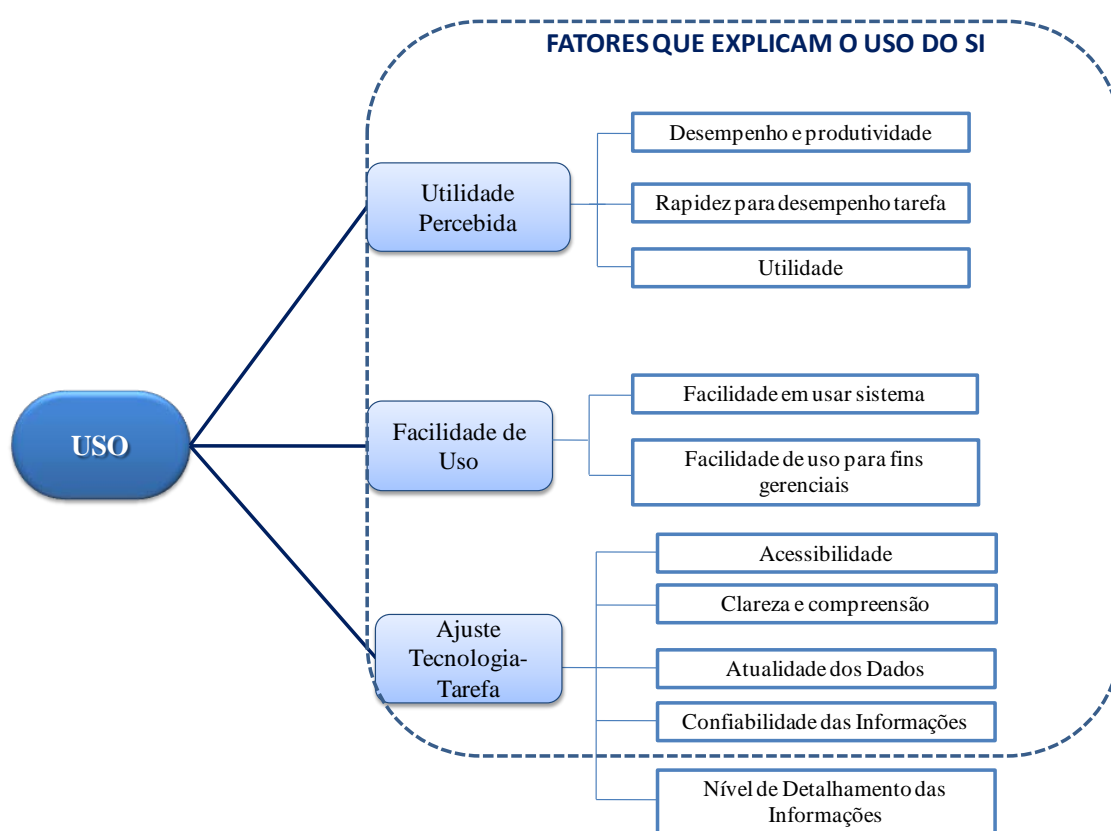 FATORES QUE EXPLICAM O USO DO SI
Desempenho e produtividade
Utilidade
Percebida
Rapidez para desempenho tarefa
Utilidade
Facilidade em usar sistema
USO
Facilidade de
Uso
Facilidade de uso para fins
gerenciais
Acessibilidade
Clareza e compreensão
Ajuste
Tecnologia-
Tarefa
Atualidade dos Dados
Confiabilidade das Informações
Nível de Detalhamento das
Informações